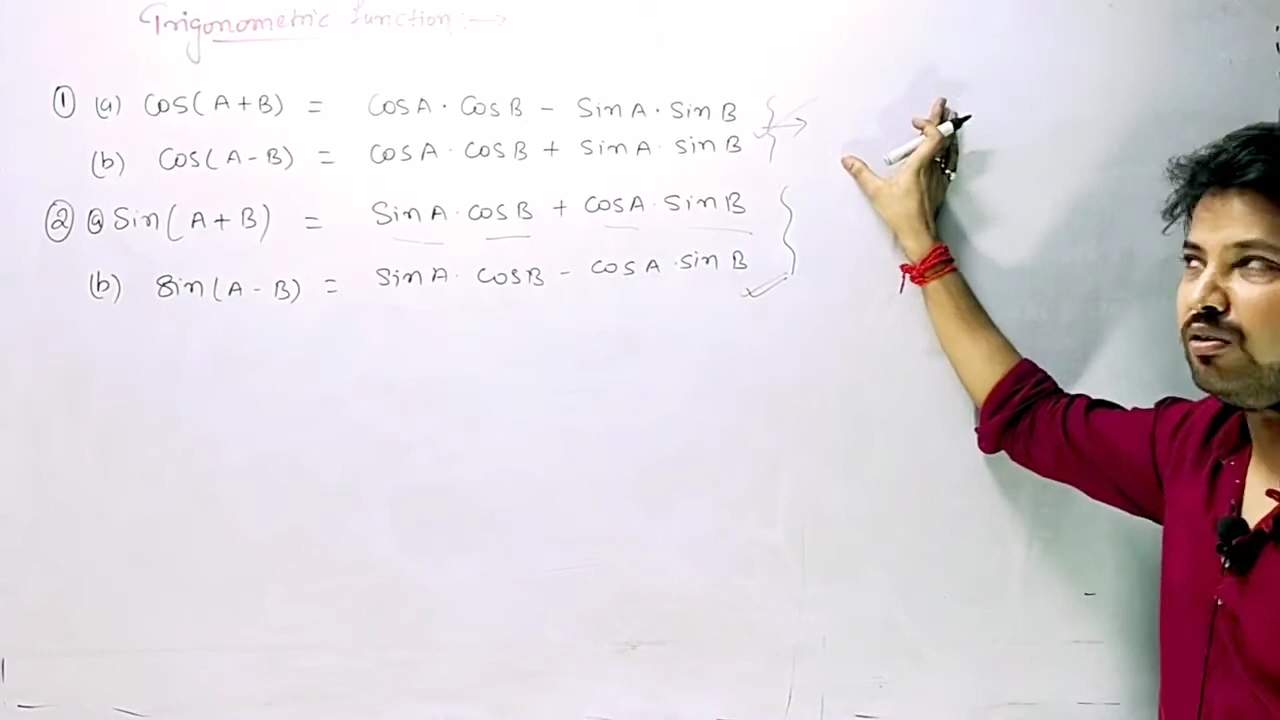 Trigonometric function :→
① (a) cos(A+B) = cosA·cosB − sinA·sinB
(b) cos(A−B) = cosA·cosB + sinA·sinB
② (a) sin(A+B) = sinA·cosB + cosA·sinB
(b) sin(A−B) = sinA·cosB − cosA·sinB